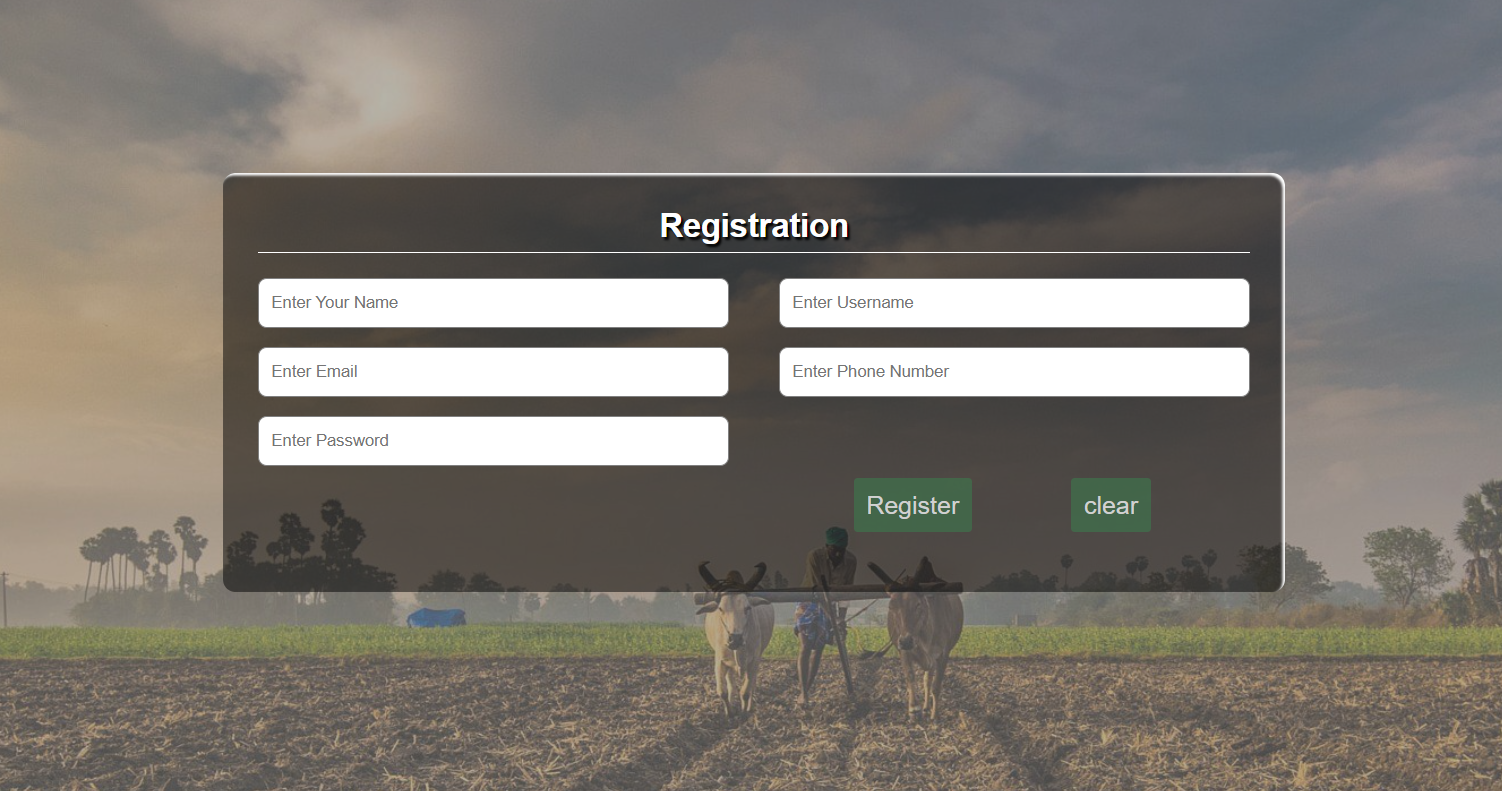 Registration
Enter Your Name
Enter Username
Enter Email
Enter Phone Number
Enter Password
Register
clear